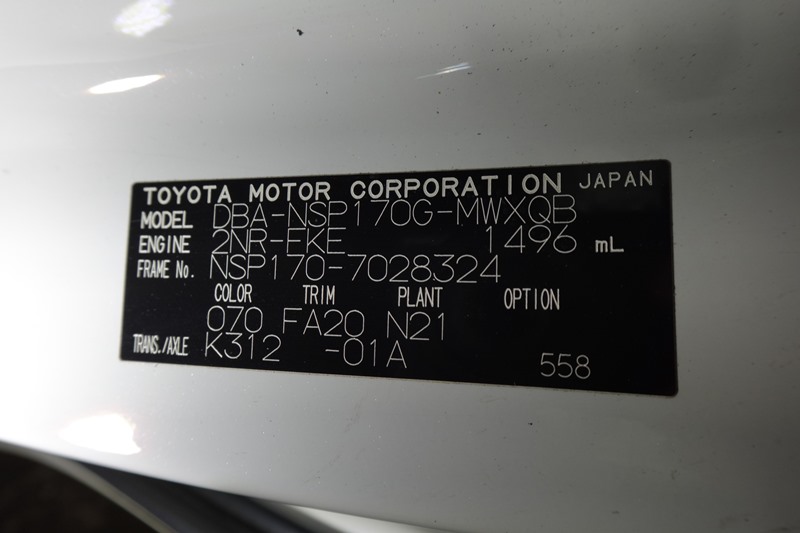 TOYOTA MOTOR CORPORATION JAPAN
MODEL DBA-NSP170G-MWXQB
ENGINE 2NR-FKE 1496 mL
FRAME No. NSP170-7028324
COLOR TRIM PLANT OPTION
070 FA20 N21
TRANS./AXLE K312 -01A
558